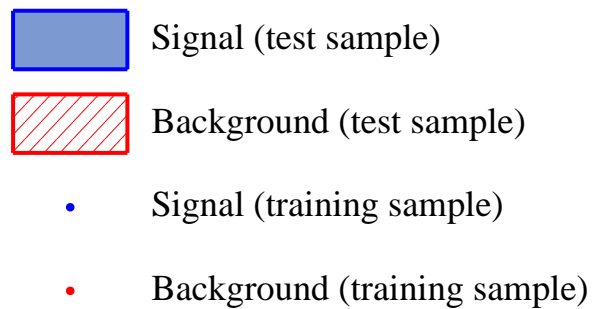 Signal (test sample)
Background (test sample)
Signal (training sample)
Background (training sample)